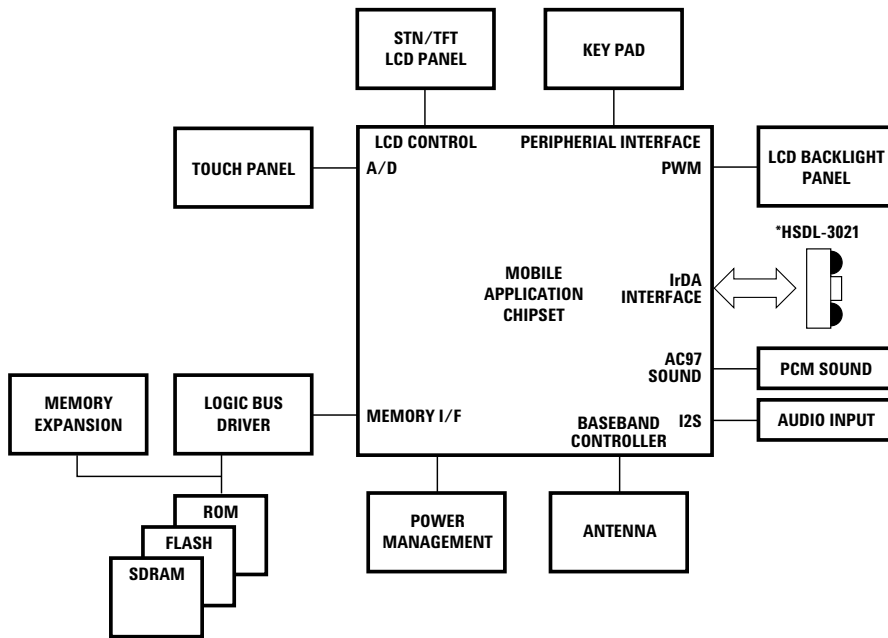 STN/TFT
LCD PANEL
KEY PAD
LCD CONTROL
PERIPHERIAL INTERFACE
TOUCH PANEL
A/D
PWM
LCD BACKLIGHT
PANEL
*HSDL-3021
MOBILE
APPLICATION
CHIPSET
IrDA
INTERFACE
AC97
SOUND
PCM SOUND
MEMORY
EXPANSION
LOGIC BUS
DRIVER
MEMORY I/F
BASEBAND
CONTROLLER
I2S
AUDIO INPUT
ROM
FLASH
SDRAM
POWER
MANAGEMENT
ANTENNA